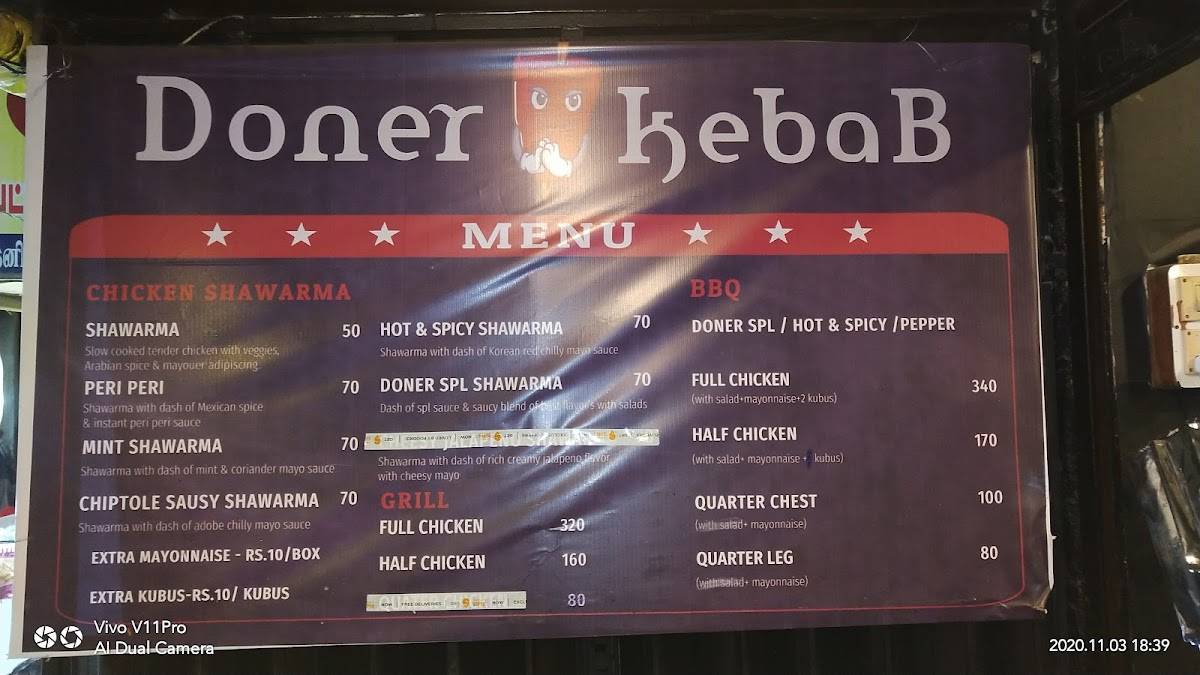 Doner kebaB
MENU
CHICKEN SHAWARMA
SHAWARMA 50
Slow cooked tender chicken with veggies,
Arabian spice & mayouer adipiscing.
PERI PERI 70
Shawarma with dash of Mexican spice
& instant peri peri sauce
MINT SHAWARMA 70
Shawarma with dash of mint & coriander mayo sauce
CHIPTOLE SAUSY SHAWARMA 70
Shawarma with dash of adobe chilly mayo sauce
EXTRA MAYONNAISE - RS.10/BOX
EXTRA KUBUS-RS.10/ KUBUS
HOT & SPICY SHAWARMA 70
Shawarma with dash of Korean red chilly mayo sauce
DONER SPL SHAWARMA 70
Dash of spl sauce & saucy blend of best flavor's with salads
Shawarma with dash of rich creamy jalapeno flavor
with cheesy mayo
GRILL
FULL CHICKEN 320
HALF CHICKEN 160
80
BBQ
DONER SPL / HOT & SPICY /PEPPER
FULL CHICKEN 340
(with salad+mayonnaise+2 kubus)
HALF CHICKEN 170
(with salad+ mayonnaise + kubus)
QUARTER CHEST 100
(with salad+ mayonnaise)
QUARTER LEG 80
(with salad+ mayonnaise)
Vivo V11Pro
AI Dual Camera
2020.11.03 18:39